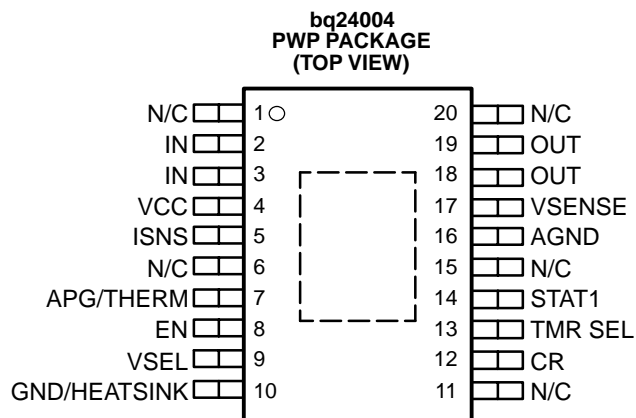 bq24004
PWP PACKAGE
(TOP VIEW)
N/C 1 20 N/C
IN 2 19 OUT
IN 3 18 OUT
VCC 4 17 VSENSE
ISNS 5 16 AGND
N/C 6 15 N/C
APG/THERM 7 14 STAT1
EN 8 13 TMR SEL
VSEL 9 12 CR
GND/HEATSINK 10 11 N/C